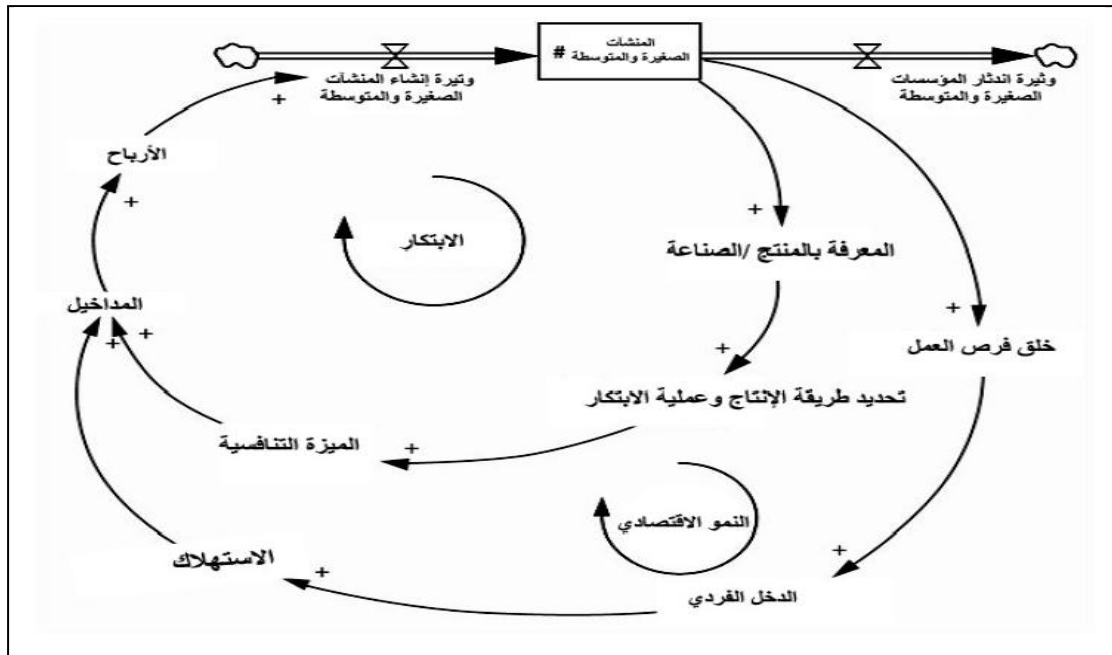 المنشآت
الصغيرة والمتوسطة #
وتيرة إنشاء المنشآت
الصغيرة والمتوسطة
وثيرة اندثار المؤسسات
الصغيرة والمتوسطة
+
الأرباح
+
الابتكار
+
المعرفة بالمنتج /الصناعة
المداخيل
+
+
+
خلق فرص العمل
+
تحديد طريقة الإنتاج وعملية الابتكار
الميزة التنافسية
+
النمو الاقتصادي
الاستهلاك
+
+
الدخل الفردي